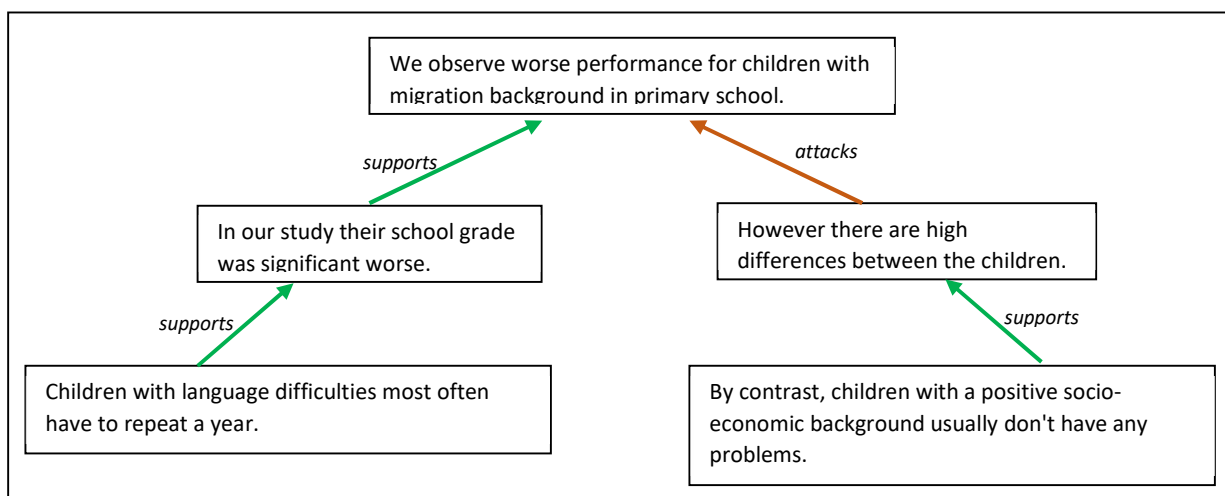 We observe worse performance for children with
migration background in primary school.
supports
attacks
In our study their school grade
was significant worse.
However there are high
differences between the children.
supports
supports
Children with language difficulties most often
have to repeat a year.
By contrast, children with a positive socio-
economic background usually don't have any
problems.